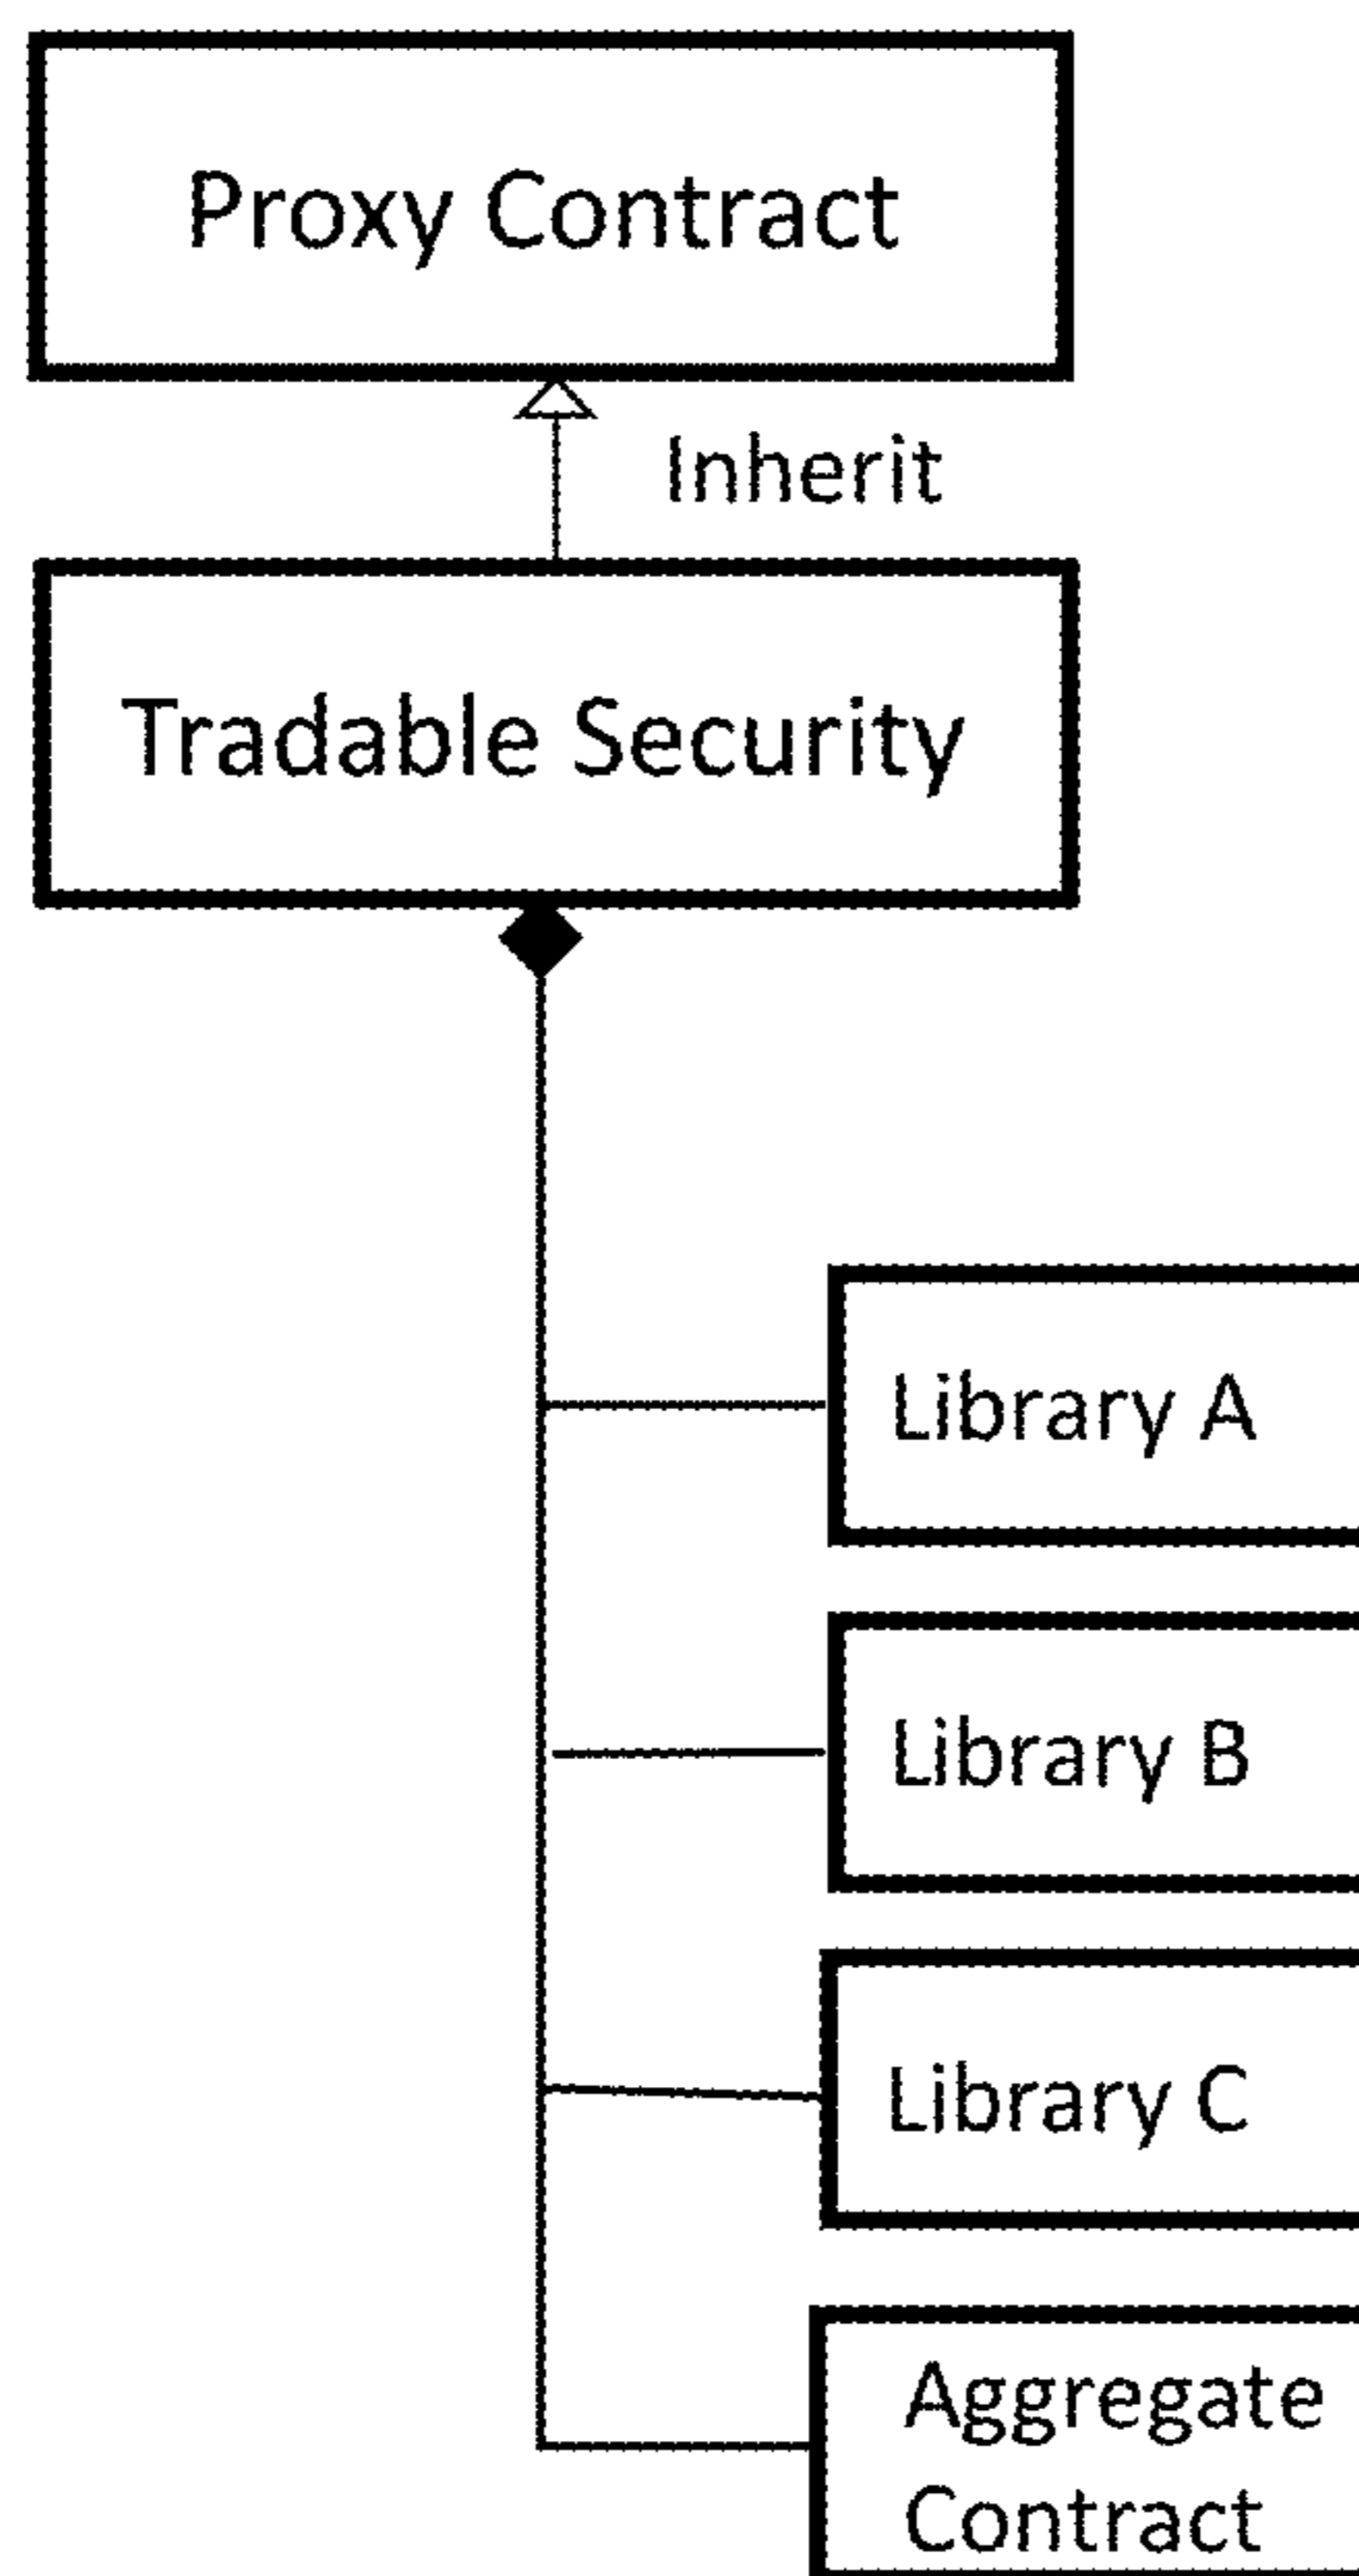 Proxy Contract
Inherit
Tradable Security
Library A
Library B
Library C
Aggregate
Contract